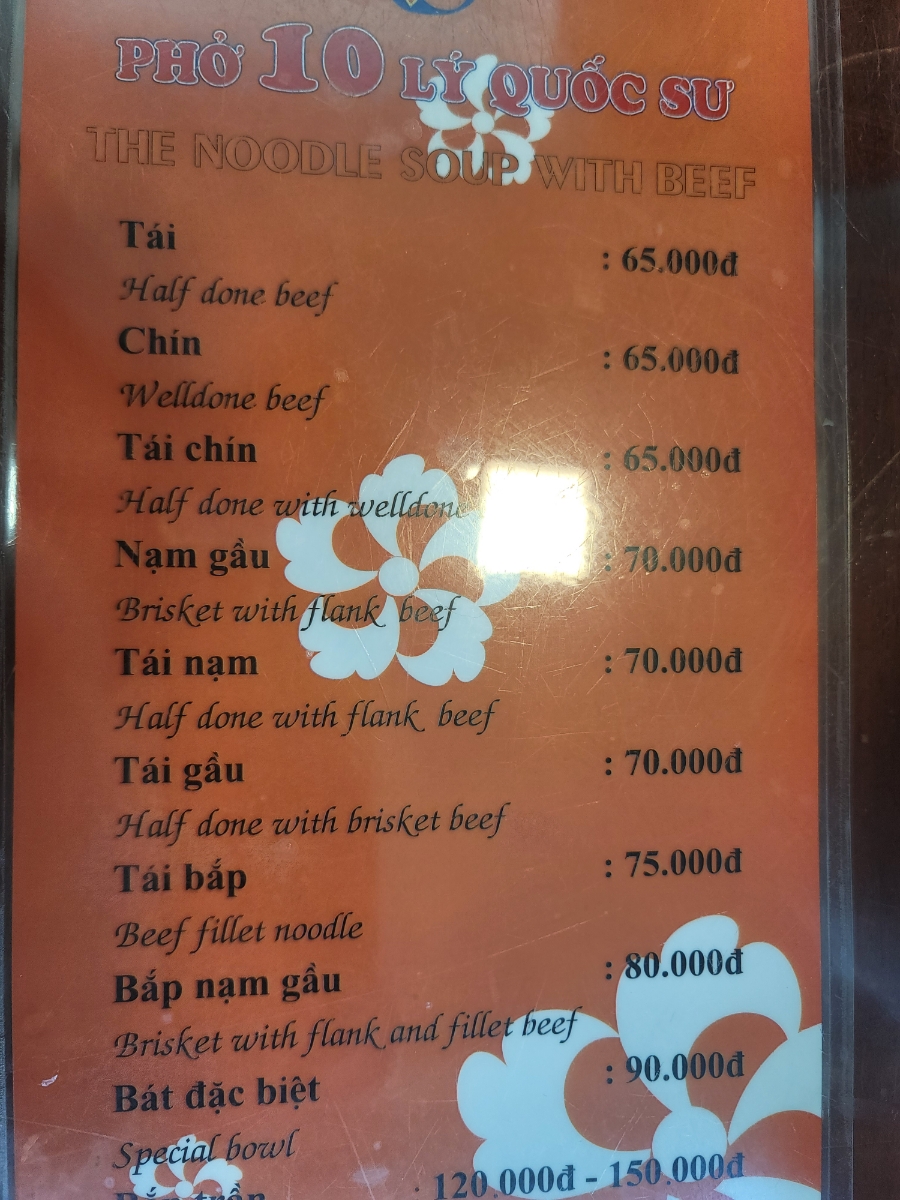 PHỞ 10 LÝ QUỐC SƯ
THE NOODLE SOUP WITH BEEF
Tái : 65.000đ
Half done beef
Chín : 65.000đ
Welldone beef
Tái chín : 65.000đ
Half done with welldone
Nạm gầu : 70.000đ
Brisket with flank beef
Tái nạm : 70.000đ
Half done with flank beef
Tái gầu : 70.000đ
Half done with brisket beef
Tái bắp : 75.000đ
Beef fillet noodle
Bắp nạm gầu : 80.000đ
Brisket with flank and fillet beef
Bát đặc biệt : 90.000đ
Special bowl
: 120.000đ - 150.000đ